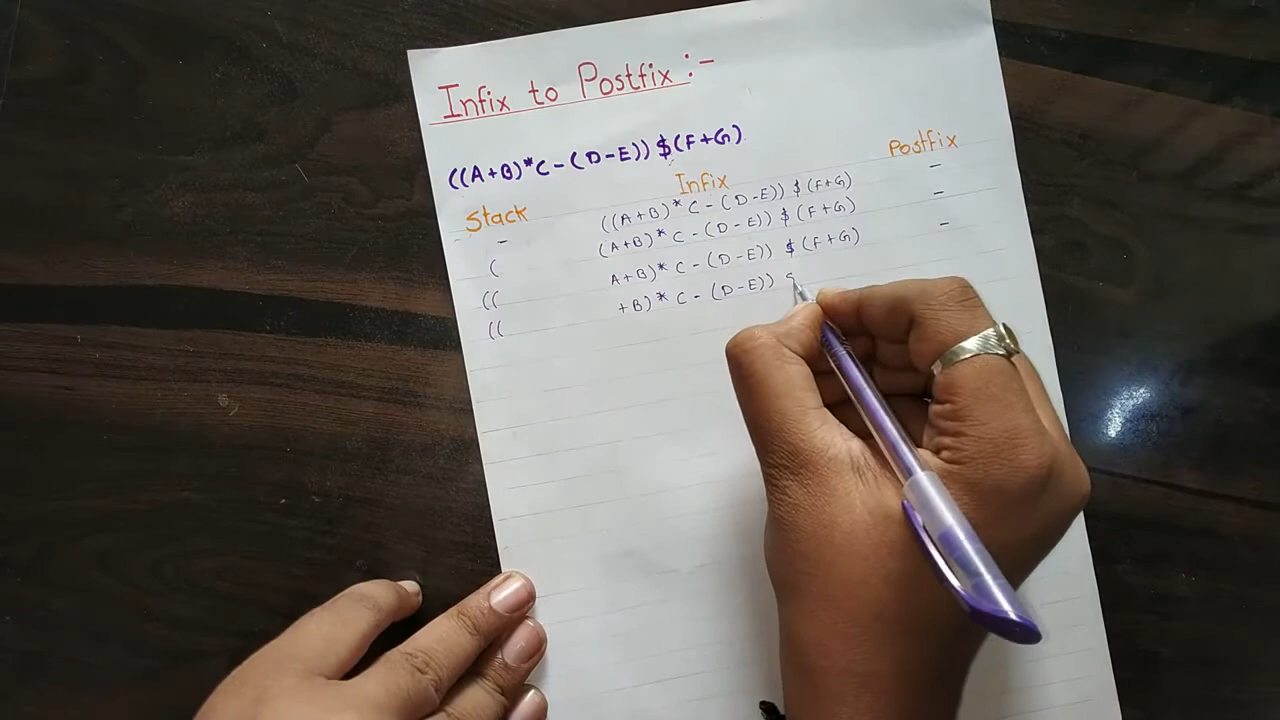 Infix to Postfix :-
((A+B)*C-(D-E))$(F+G)
Stack Infix Postfix
- ((A+B)*C-(D-E))$(F+G) -
( (A+B)*C-(D-E))$(F+G) -
(( A+B)*C-(D-E))$(F+G) -
(( +B)*C-(D-E))